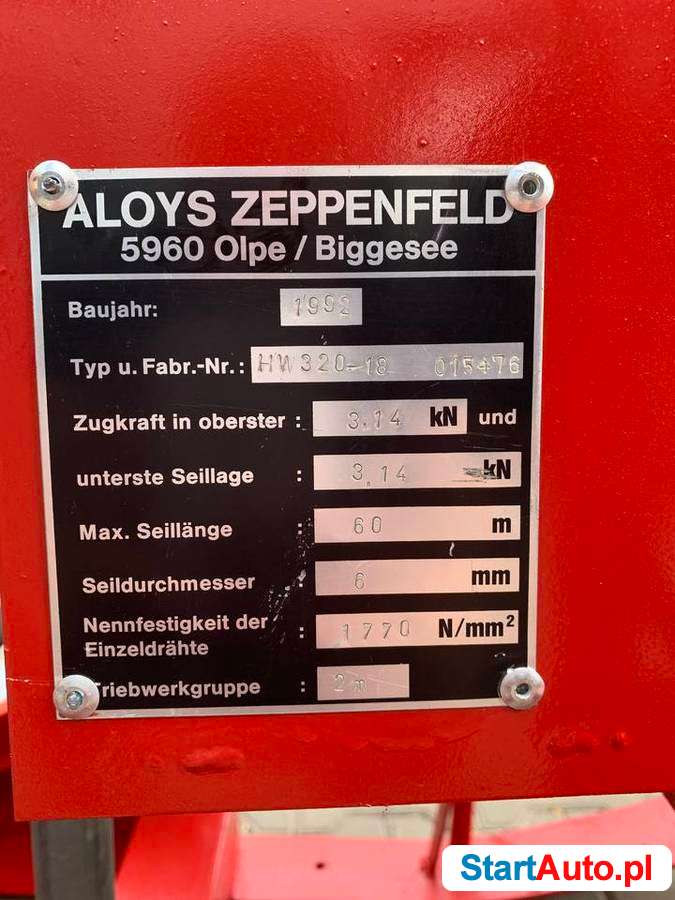 ALOYS ZEPPENFELD
5960 Olpe / Biggesee
Baujahr: 1992
Typ u. Fabr.-Nr.: HW320-18 015476
Zugkraft in oberster : 3.14 kN und
unterste Seillage : 3.14 kN
Max. Seillänge : 60 m
Seildurchmesser : 6 mm
Nennfestigkeit der
Einzeldrähte : 1770 N/mm²
Triebwerkgruppe : 2m
StartAuto.pl